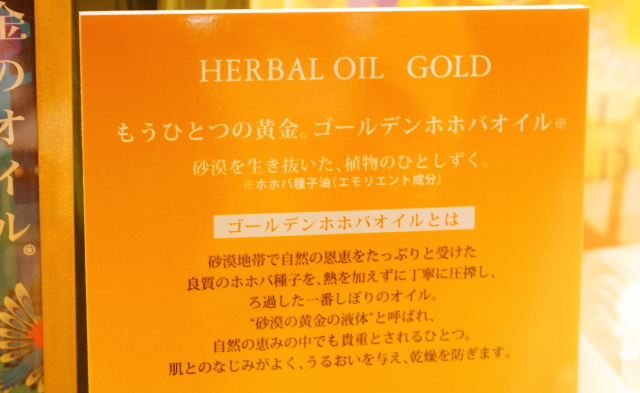 金のオイル®
HERBAL OIL GOLD
もうひとつの黄金。ゴールデンホホバオイル※
砂漠を生き抜いた、植物のひとしずく。
※ホホバ種子油（エモリエント成分）
ゴールデンホホバオイルとは
砂漠地帯で自然の恩恵をたっぷりと受けた
良質のホホバ種子を、熱を加えずに丁寧に圧搾し、
ろ過した一番しぼりのオイル。
“砂漠の黄金の液体”と呼ばれ、
自然の恵みの中でも貴重とされるひとつ。
肌とのなじみがよく、うるおいを与え、乾燥を防ぎます。